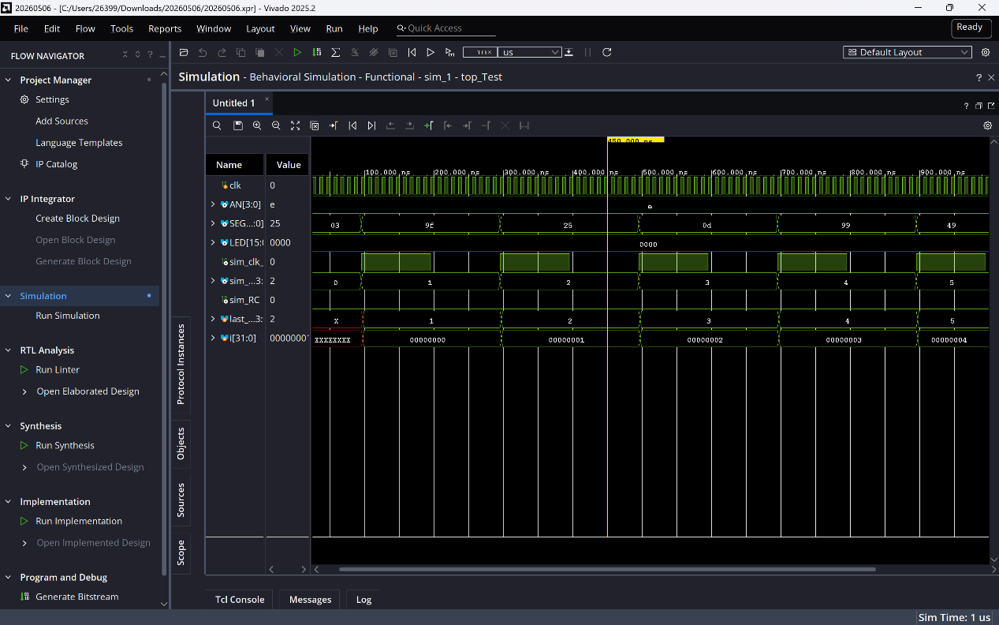 20260506 - [C:/Users/26399/Downloads/20260506/20260506.xpr] - Vivado 2025.2
File Edit Flow Tools Reports Window Layout View Run Help Quick Access Ready
FLOW NAVIGATOR ? _
us Default Layout
Simulation - Behavioral Simulation - Functional - sim_1 - top_Test ? ×
Project Manager
Settings
Add Sources
Language Templates
IP Catalog
IP Integrator
Create Block Design
Open Block Design
Generate Block Design
Simulation
Run Simulation
RTL Analysis
Run Linter
Open Elaborated Design
Synthesis
Run Synthesis
Open Synthesized Design
Implementation
Run Implementation
Open Implemented Design
Program and Debug
Generate Bitstream
Protocol Instances
Objects
Sources
Scope
Untitled 1 ×
450.000 ns
Name Value
100.000 ns 200.000 ns 300.000 ns 400.000 ns 500.000 ns 600.000 ns 700.000 ns 800.000 ns 900.000 ns
clk 0
AN[3:0] e e
SEG...:0] 25 03 9f 25 0d 99 49
LED[15:( 0000 0000
sim_clk_ 0
sim_...3: 2 0 1 2 3 4 5
sim_RC 0
last_...3: 2 X 1 2 3 4 5
i[31:0] 0000000 XXXXXXXX 00000000 00000001 00000002 00000003 00000004
Tcl Console Messages Log
Sim Time: 1 us